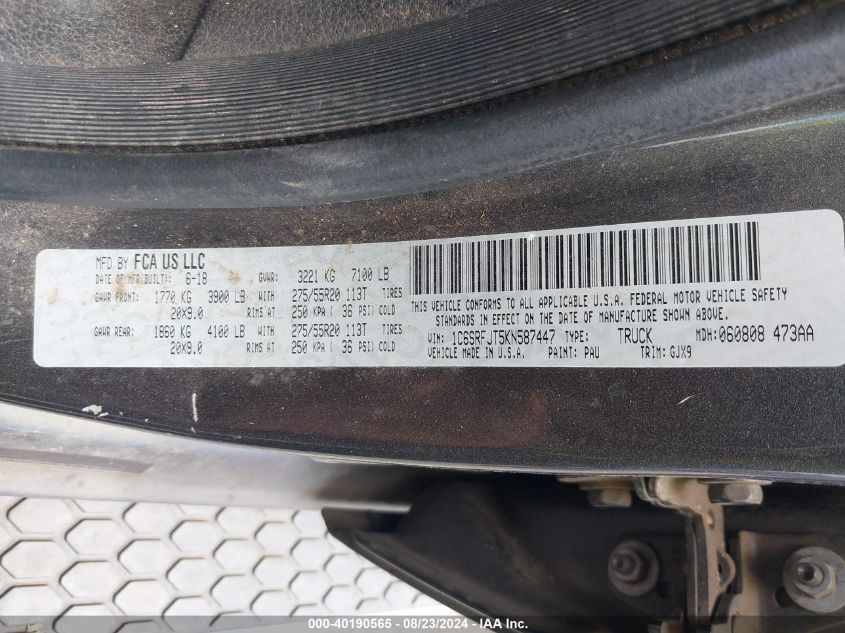 MFD BY FCA US LLC
DATE OF MFR(BUILT): 6-18 GVWR: 3221 KG 7100 LB
GAWR FRONT: 1770 KG 3900 LB WITH 275/55R20 113T TIRES
20X9.0 RIMS AT 250 KPA ( 36 PSI) COLD
GAWR REAR: 1860 KG 4100 LB WITH 275/55R20 113T TIRES
20X9.0 RIMS AT 250 KPA ( 36 PSI) COLD
THIS VEHICLE CONFORMS TO ALL APPLICABLE U.S.A. FEDERAL MOTOR VEHICLE SAFETY
STANDARDS IN EFFECT ON THE DATE OF MANUFACTURE SHOWN ABOVE.
VIN: 1C6SRFJT5KN587447 TYPE: TRUCK MDH:060808 473AA
VEHICLE MADE IN U.S.A. PAINT: PAU TRIM: GJX9
000-40190565 - 08/23/2024 - IAAI.COM